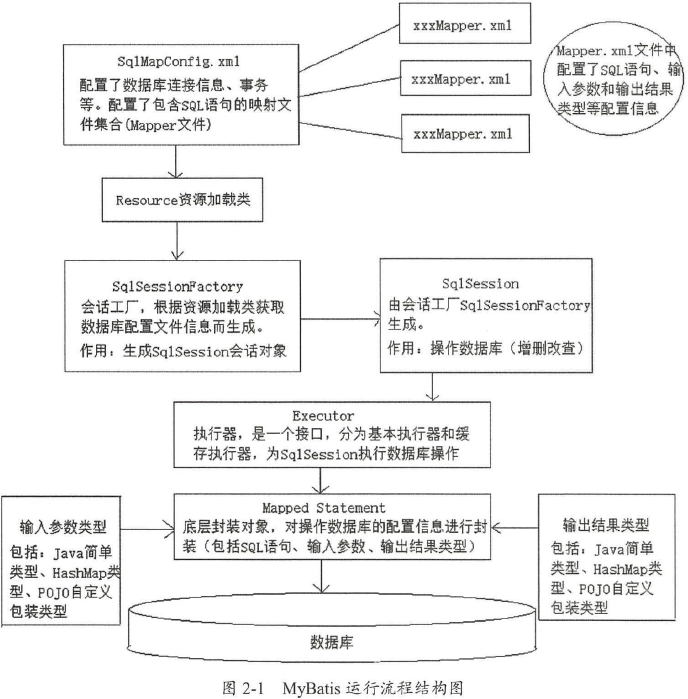 SqlMapConfig.xml
配置了数据库连接信息、事务
等。配置了包含SQL语句的映射文
件集合(Mapper文件)
xxxMapper.xml
xxxMapper.xml
xxxMapper.xml
Mapper.xml文件中
配置了SQL语句、输
入参数和输出结果
类型等配置信息
Resource资源加载类
SqlSessionFactory
会话工厂，根据资源加载类获取
数据库配置文件信息而生成。
作用：生成SqlSession会话对象
SqlSession
由会话工厂SqlSessionFactory
生成。
作用：操作数据库（增删改查）
Executor
执行器，是一个接口，分为基本执行器和缓
存执行器，为SqlSession执行数据库操作
输入参数类型
包括：Java简单
类型、HashMap类
型、POJO自定义
包装类型
Mapped Statement
底层封装对象，对操作数据库的配置信息进行封
装（包括SQL语句、输入参数、输出结果类型）
输出结果类型
包括：Java简单
类型、HashMap类
型、POJO自定义
包装类型
数据库
图 2-1 MyBatis 运行流程结构图